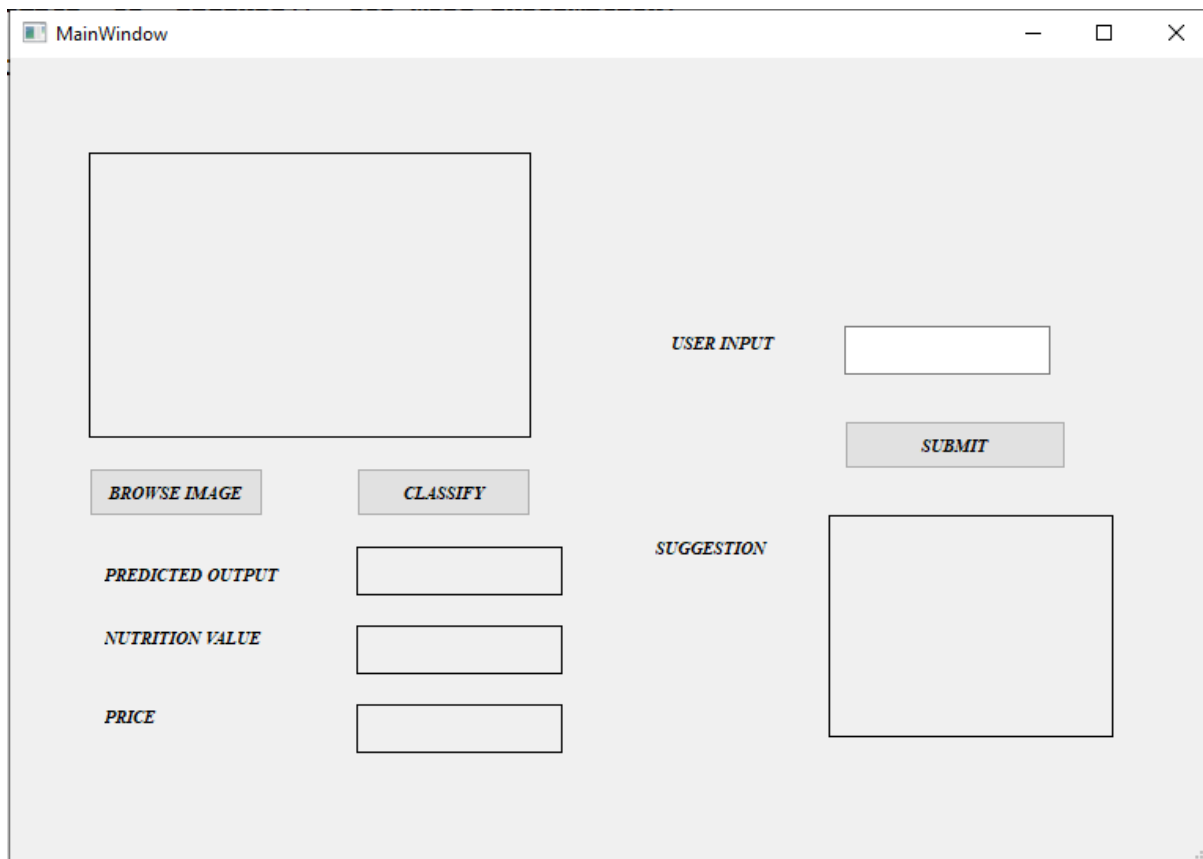 MainWindow
USER INPUT
SUBMIT
BROWSE IMAGE
CLASSIFY
PREDICTED OUTPUT
SUGGESTION
NUTRITION VALUE
PRICE